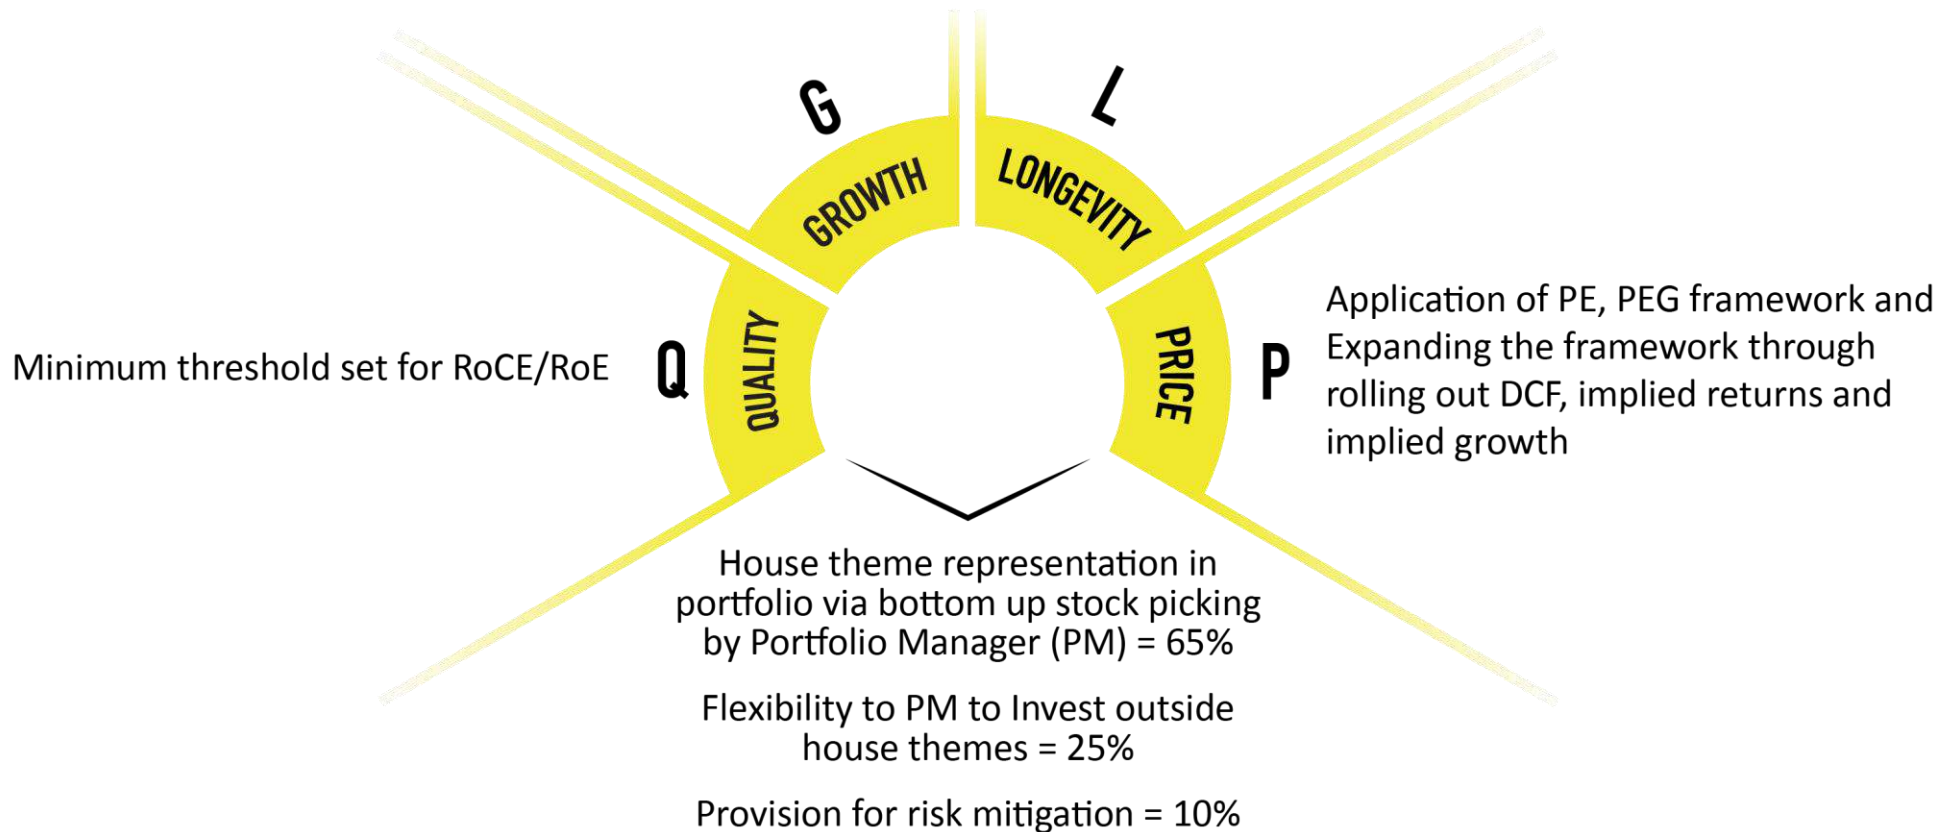 G
L
GROWTH
LONGEVITY
Minimum threshold set for RoCE/RoE
Q
QUALITY
PRICE
P
Application of PE, PEG framework and
Expanding the framework through
rolling out DCF, implied returns and
implied growth
House theme representation in
portfolio via bottom up stock picking
by Portfolio Manager (PM) = 65%
Flexibility to PM to Invest outside
house themes = 25%
Provision for risk mitigation = 10%